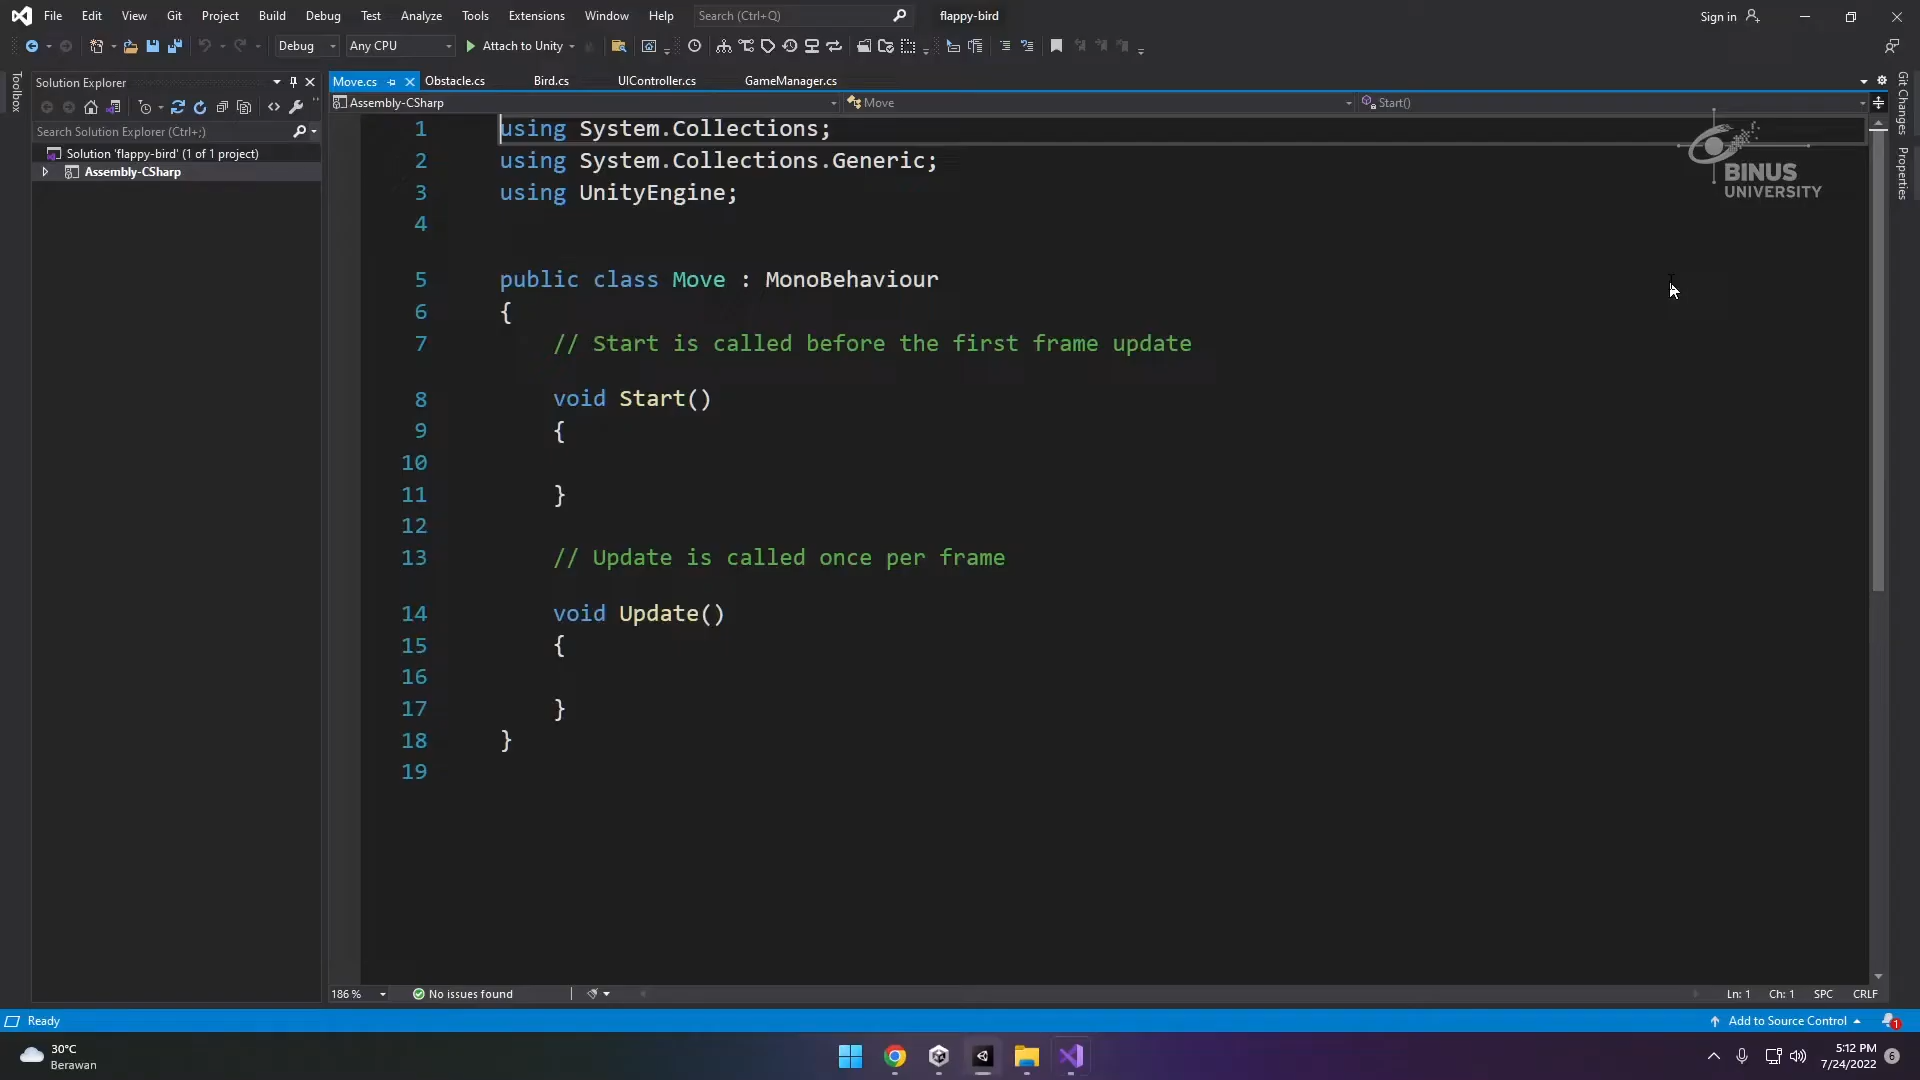 File Edit View Git Project Build Debug Test Analyze Tools Extensions Window Help Search (Ctrl+Q) flappy-bird Sign in
Debug Any CPU Attach to Unity
Toolbox
Solution Explorer
Search Solution Explorer (Ctrl+;)
Solution 'flappy-bird' (1 of 1 project)
Assembly-CSharp
Move.cs Obstacle.cs Bird.cs UIController.cs GameManager.cs
Assembly-CSharp Move Start()
1 using System.Collections;
2 using System.Collections.Generic;
3 using UnityEngine;
4
5 public class Move : MonoBehaviour
6 {
7 // Start is called before the first frame update
8 void Start()
9 {
10
11 }
12
13 // Update is called once per frame
14 void Update()
15 {
16
17 }
18 }
19
BINUS
UNIVERSITY
Git Changes
Properties
186 % No issues found Ln: 1 Ch: 1 SPC CRLF
Ready Add to Source Control 1
30°C
Berawan
5:12 PM
7/24/2022
6